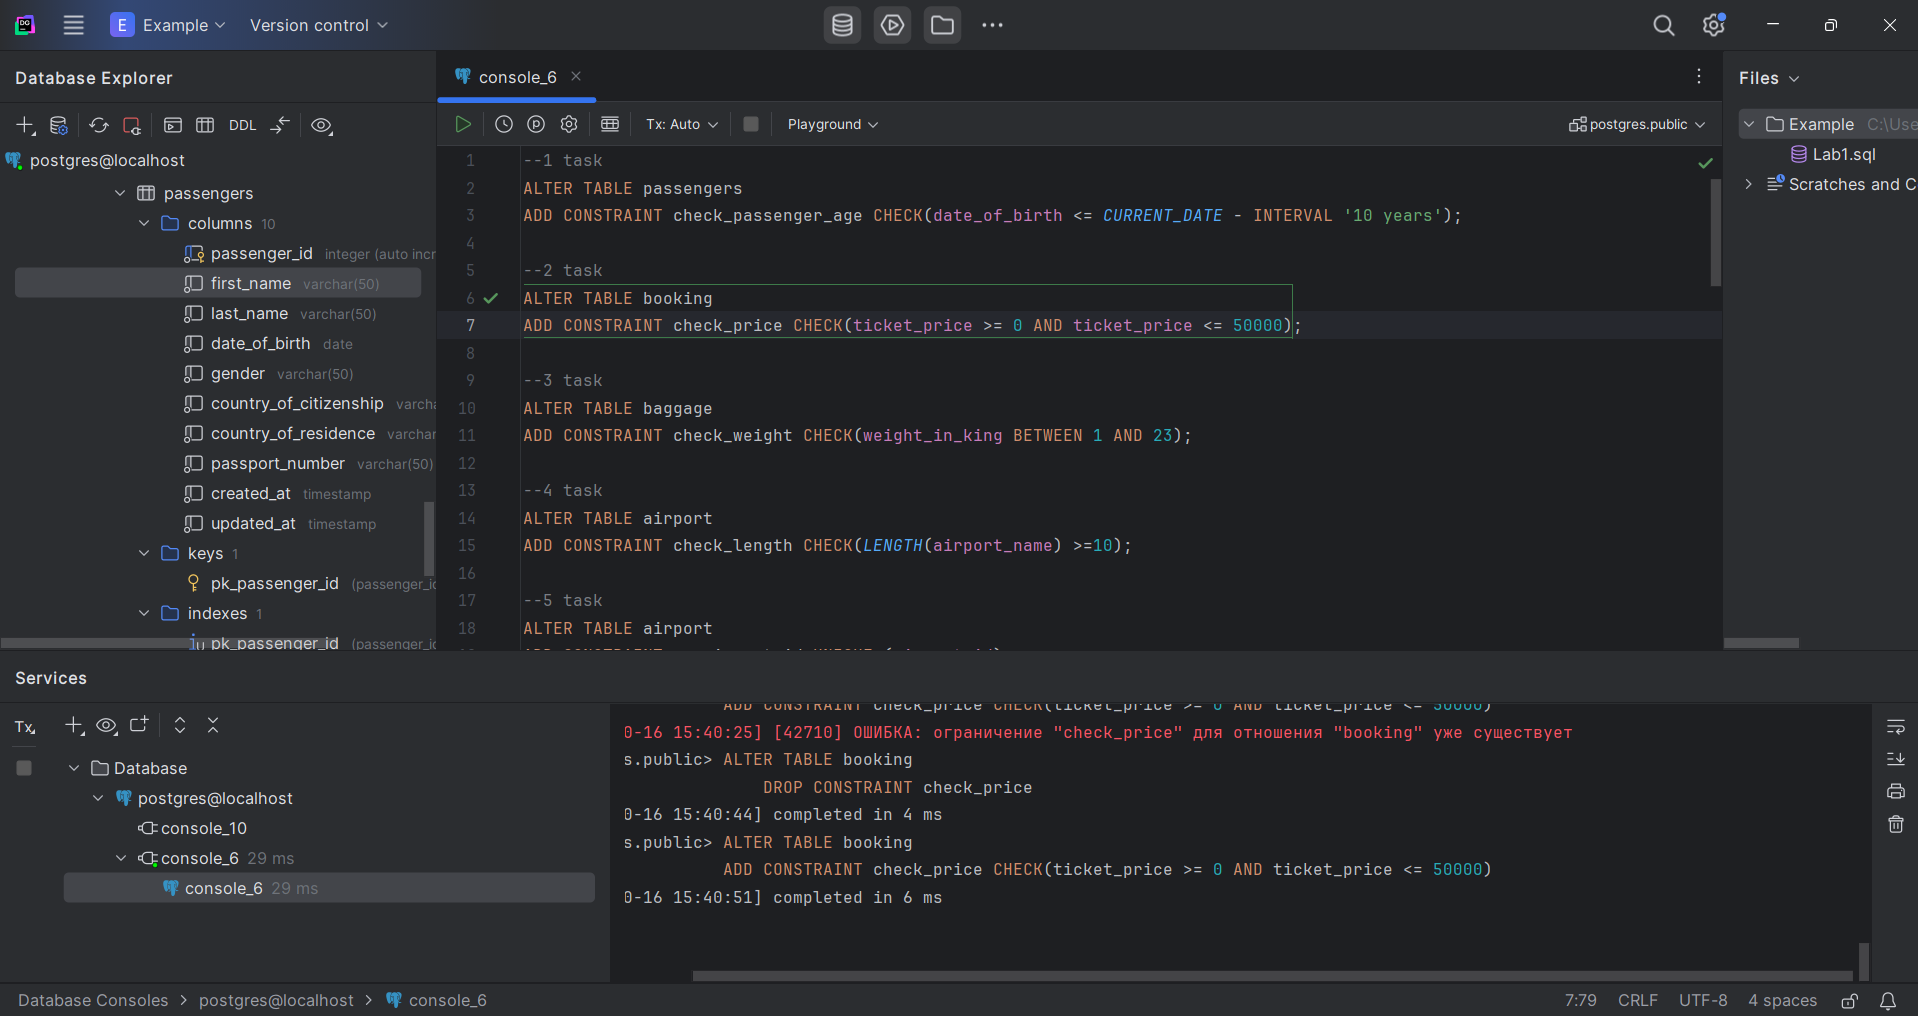 E Example Version control
Database Explorer
DDL
postgres@localhost
passengers
columns 10
passenger_id integer (auto incr
first_name varchar(50)
last_name varchar(50)
date_of_birth date
gender varchar(50)
country_of_citizenship varcha
country_of_residence varchar
passport_number varchar(50)
created_at timestamp
updated_at timestamp
keys 1
pk_passenger_id (passenger_id
indexes 1
pk_passenger_id (passenger_id
console_6
Tx: Auto Playground postgres.public
1 --1 task
2 ALTER TABLE passengers
3 ADD CONSTRAINT check_passenger_age CHECK(date_of_birth <= CURRENT_DATE - INTERVAL '10 years');
4
5 --2 task
6 ALTER TABLE booking
7 ADD CONSTRAINT check_price CHECK(ticket_price >= 0 AND ticket_price <= 50000);
8
9 --3 task
10 ALTER TABLE baggage
11 ADD CONSTRAINT check_weight CHECK(weight_in_king BETWEEN 1 AND 23);
12
13 --4 task
14 ALTER TABLE airport
15 ADD CONSTRAINT check_length CHECK(LENGTH(airport_name) >=10);
16
17 --5 task
18 ALTER TABLE airport
Files
Example C:\Use
Lab1.sql
Scratches and C
Services
Tx
Database
postgres@localhost
console_10
console_6 29 ms
console_6 29 ms
ADD CONSTRAINT check_price CHECK(ticket_price >= 0 AND ticket_price <= 50000)
0-16 15:40:25] [42710] ОШИБКА: ограничение "check_price" для отношения "booking" уже существует
s.public> ALTER TABLE booking
DROP CONSTRAINT check_price
0-16 15:40:44] completed in 4 ms
s.public> ALTER TABLE booking
ADD CONSTRAINT check_price CHECK(ticket_price >= 0 AND ticket_price <= 50000)
0-16 15:40:51] completed in 6 ms
Database Consoles > postgres@localhost > console_6
7:79 CRLF UTF-8 4 spaces